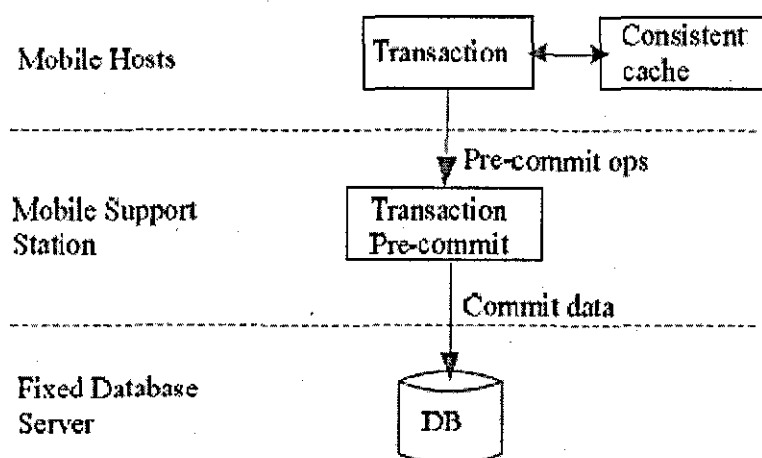 Mobile Hosts
Transaction
Consistent
cache
Pre-commit ops
Mobile Support
Station
Transaction
Pre-commit
Commit data
Fixed Database
Server
DB